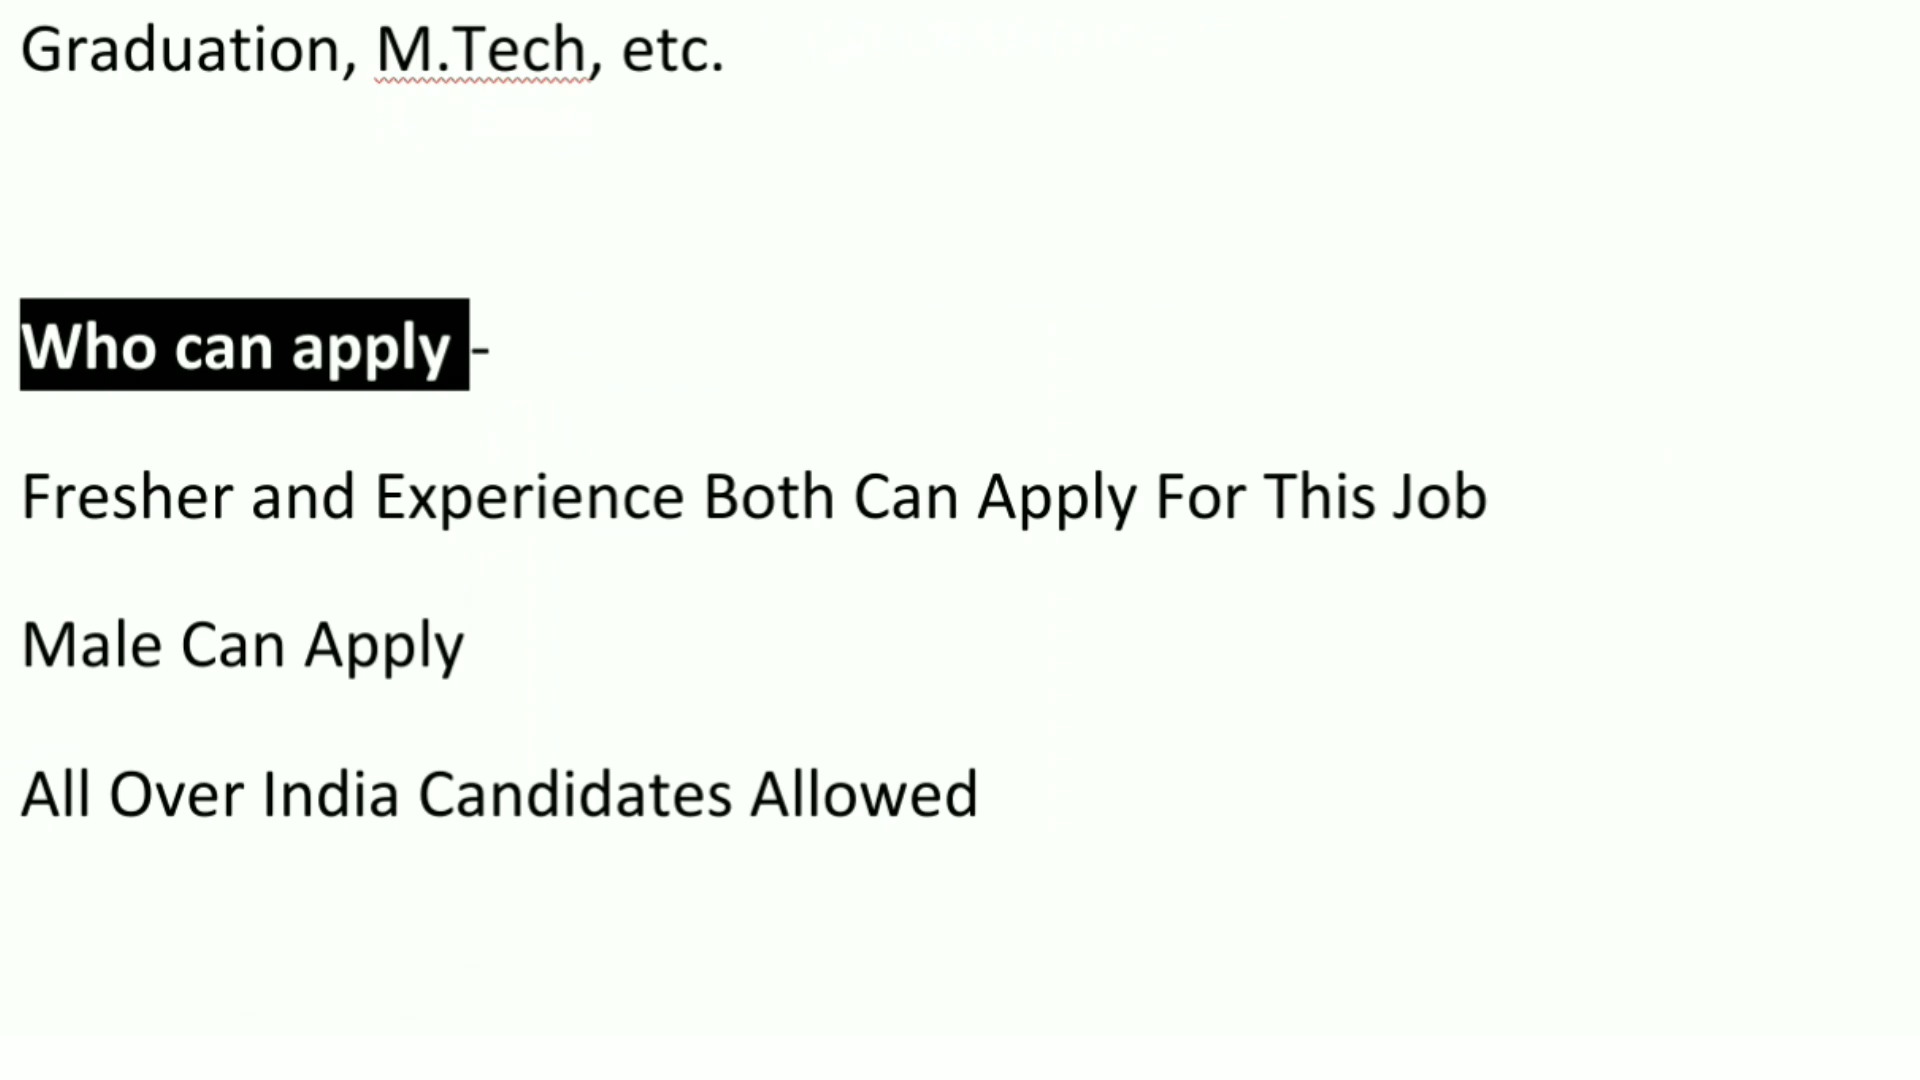 Graduation, M.Tech, etc.
Who can apply -
Fresher and Experience Both Can Apply For This Job
Male Can Apply
All Over India Candidates Allowed